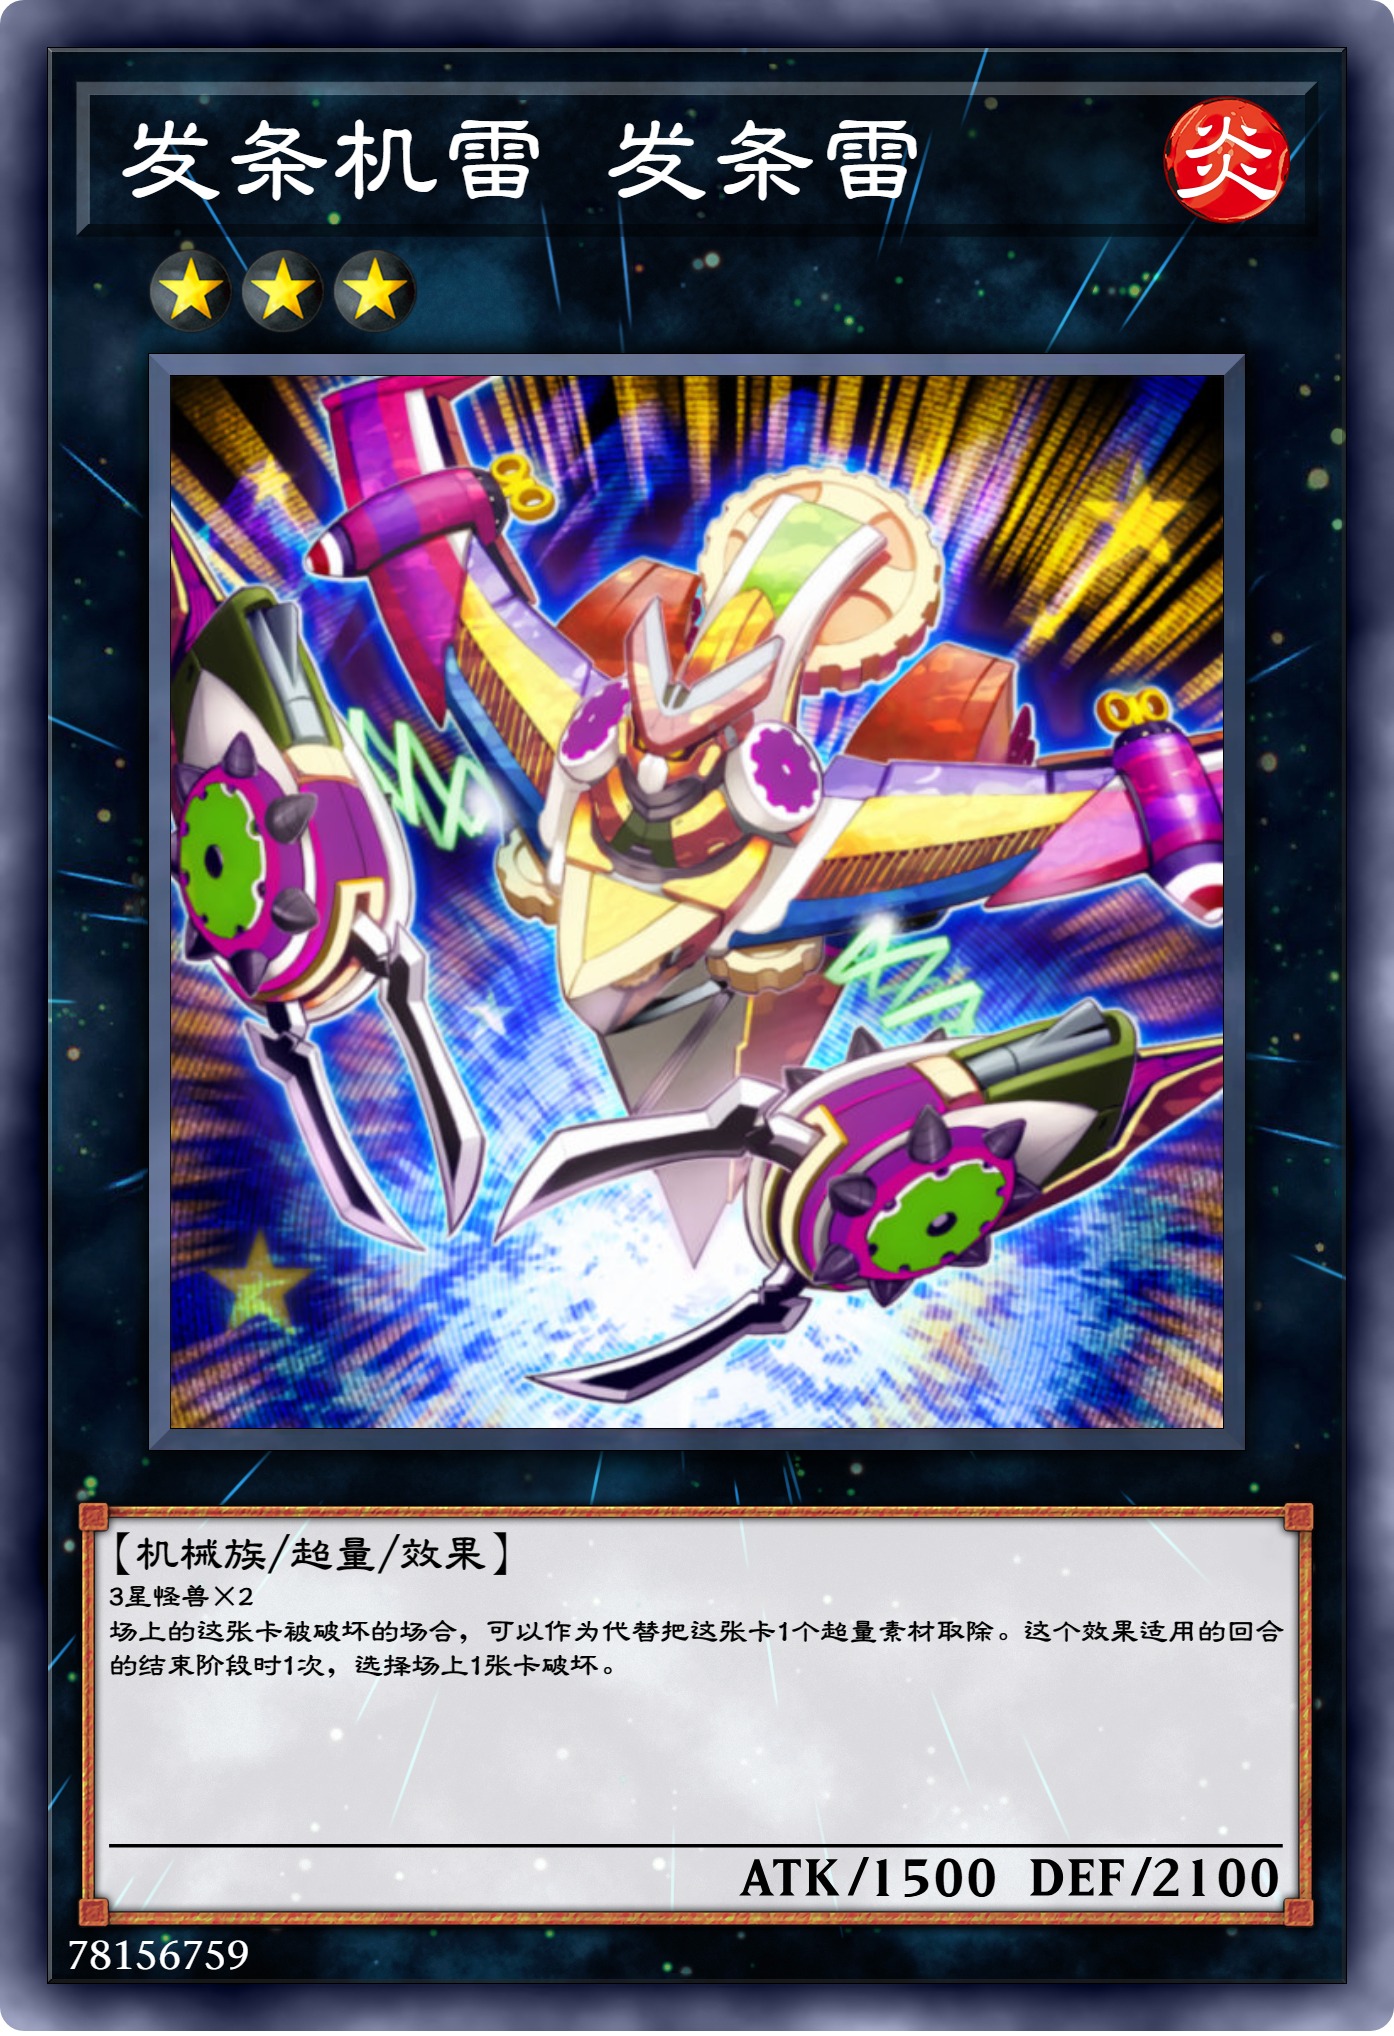 发条机雷 发条雷
炎
【机械族/超量/效果】
3星怪兽×2
场上的这张卡被破坏的场合，可以作为代替把这张卡1个超量素材取除。这个效果适用的回合
的结束阶段时1次，选择场上1张卡破坏。
ATK/1500 DEF/2100
78156759